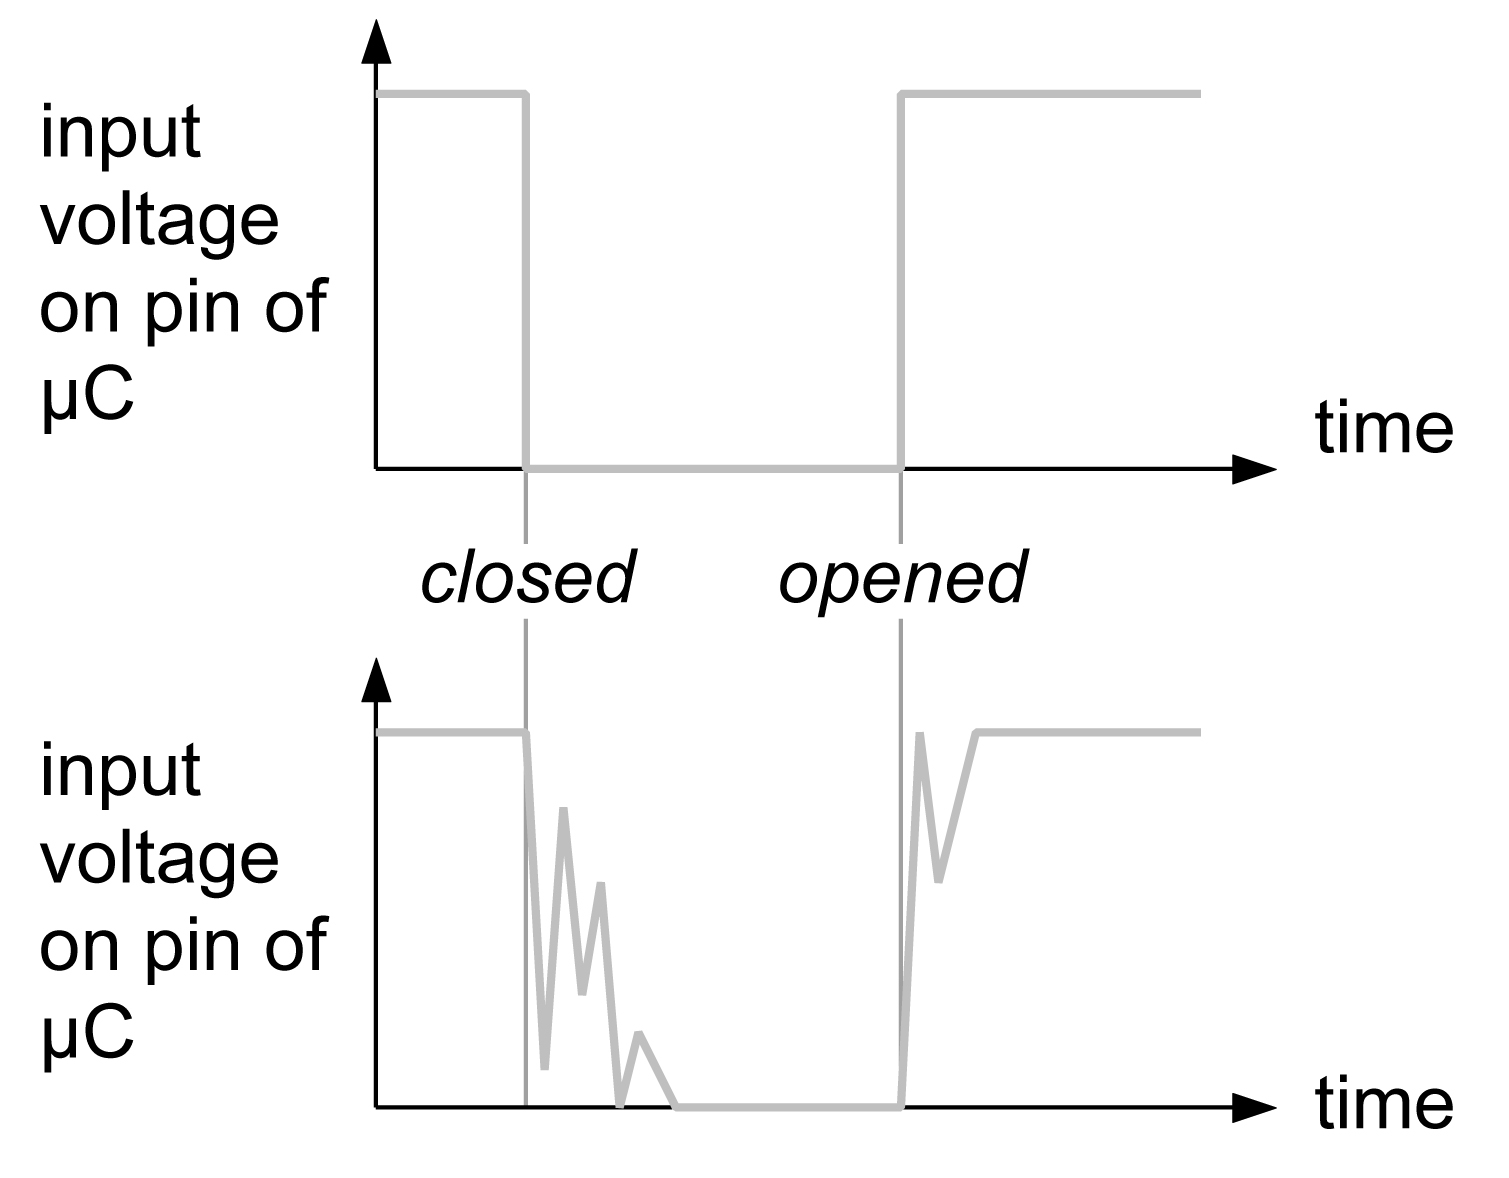 input
voltage
on pin of
µC
time
closed
opened
input
voltage
on pin of
µC
time